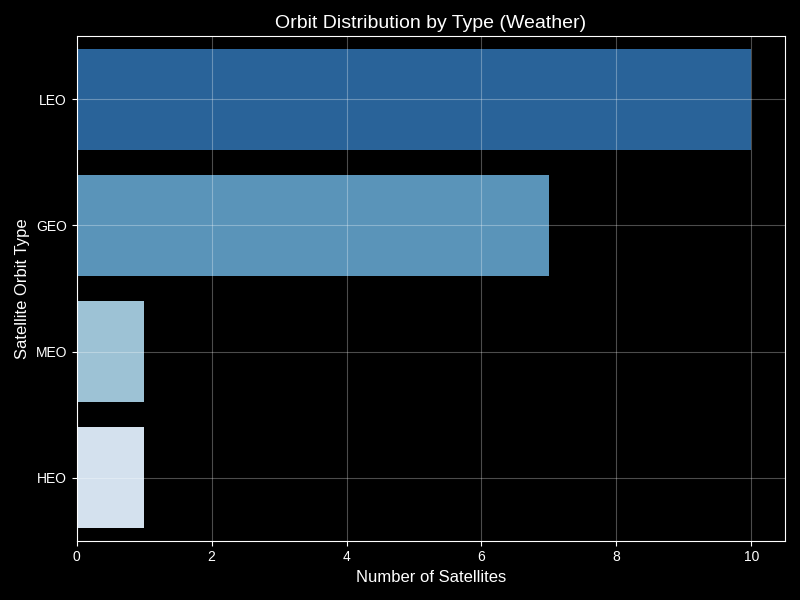 Orbit Distribution by Type (Weather)
Satellite Orbit Type
LEO
GEO
MEO
HEO
0 2 4 6 8 10
Number of Satellites